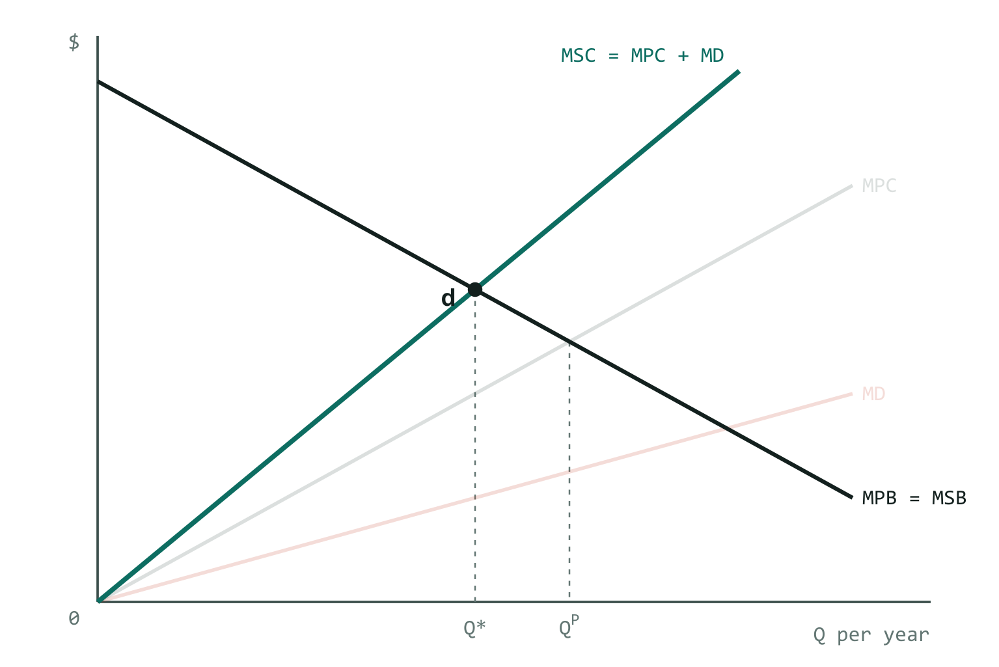 $
MSC = MPC + MD
MPC
d
MD
MPB = MSB
0
Q*
Qᴾ
Q per year